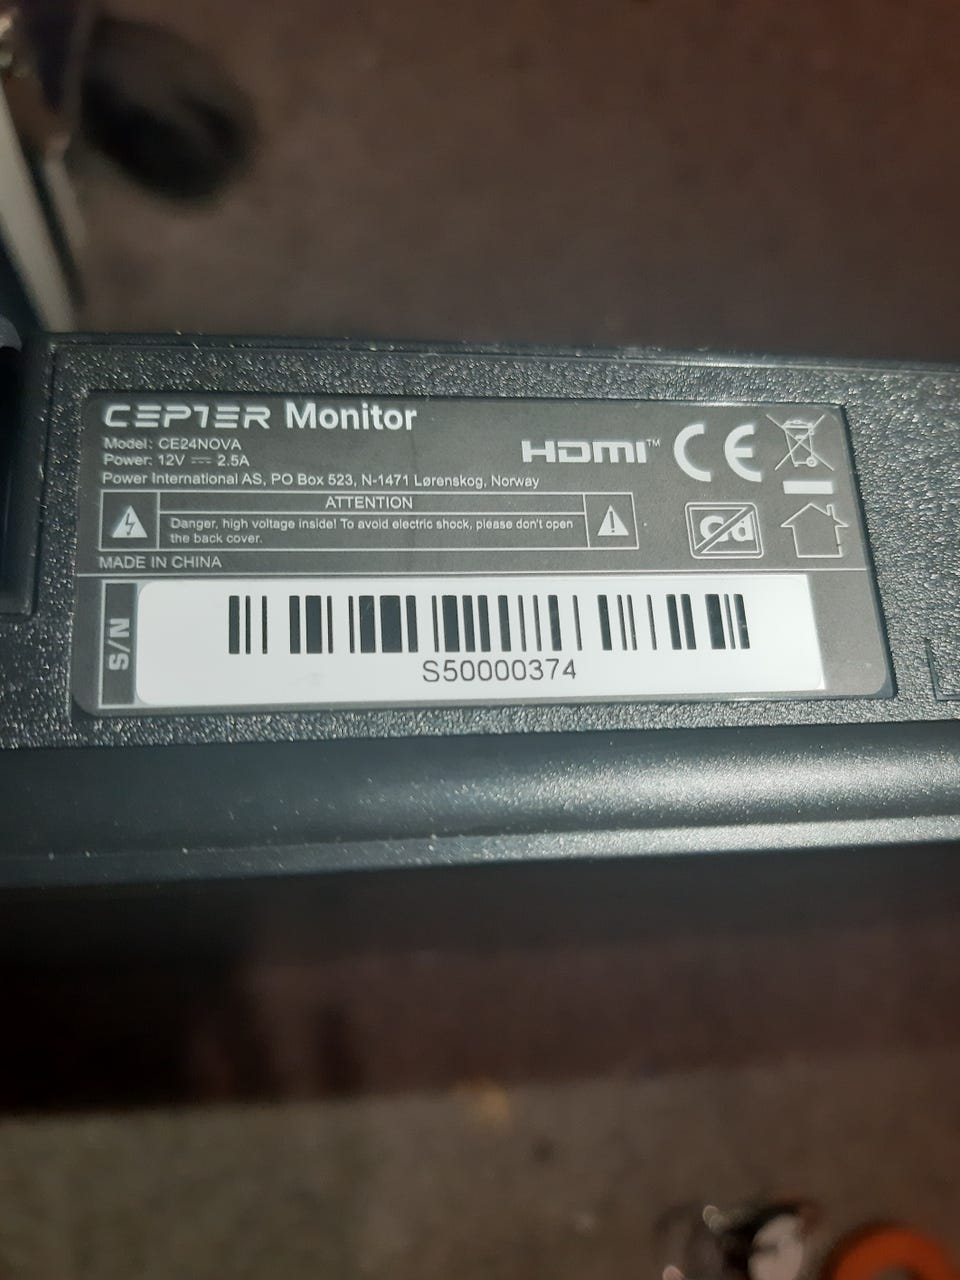 CEPTER Monitor
Model: CE24NOVA
Power: 12V ⎓ 2.5A
Power International AS, PO Box 523, N-1471 Lørenskog, Norway
HDMI™ CE
ATTENTION
Danger, high voltage inside! To avoid electric shock, please don't open
the back cover.
Cd
MADE IN CHINA
S/N
S50000374